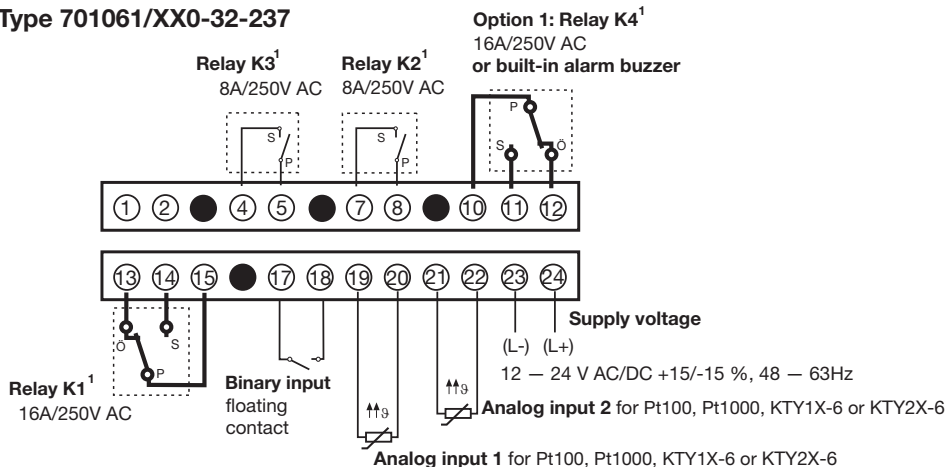 Type 701061/XX0-32-237
Option 1: Relay K4¹
16A/250V AC
or built-in alarm buzzer
Relay K3¹
8A/250V AC
Relay K2¹
8A/250V AC
S
P
S
P
P
S
Ö
1 2 4 5 7 8 10 11 12
13 14 15 17 18 19 20 21 22 23 24
Ö
S
P
Supply voltage
(L-) (L+)
12 – 24 V AC/DC +15/-15 %, 48 – 63Hz
Relay K1¹
16A/250V AC
Binary input
floating
contact
ϑ
Analog input 2 for Pt100, Pt1000, KTY1X-6 or KTY2X-6
ϑ
Analog input 1 for Pt100, Pt1000, KTY1X-6 or KTY2X-6